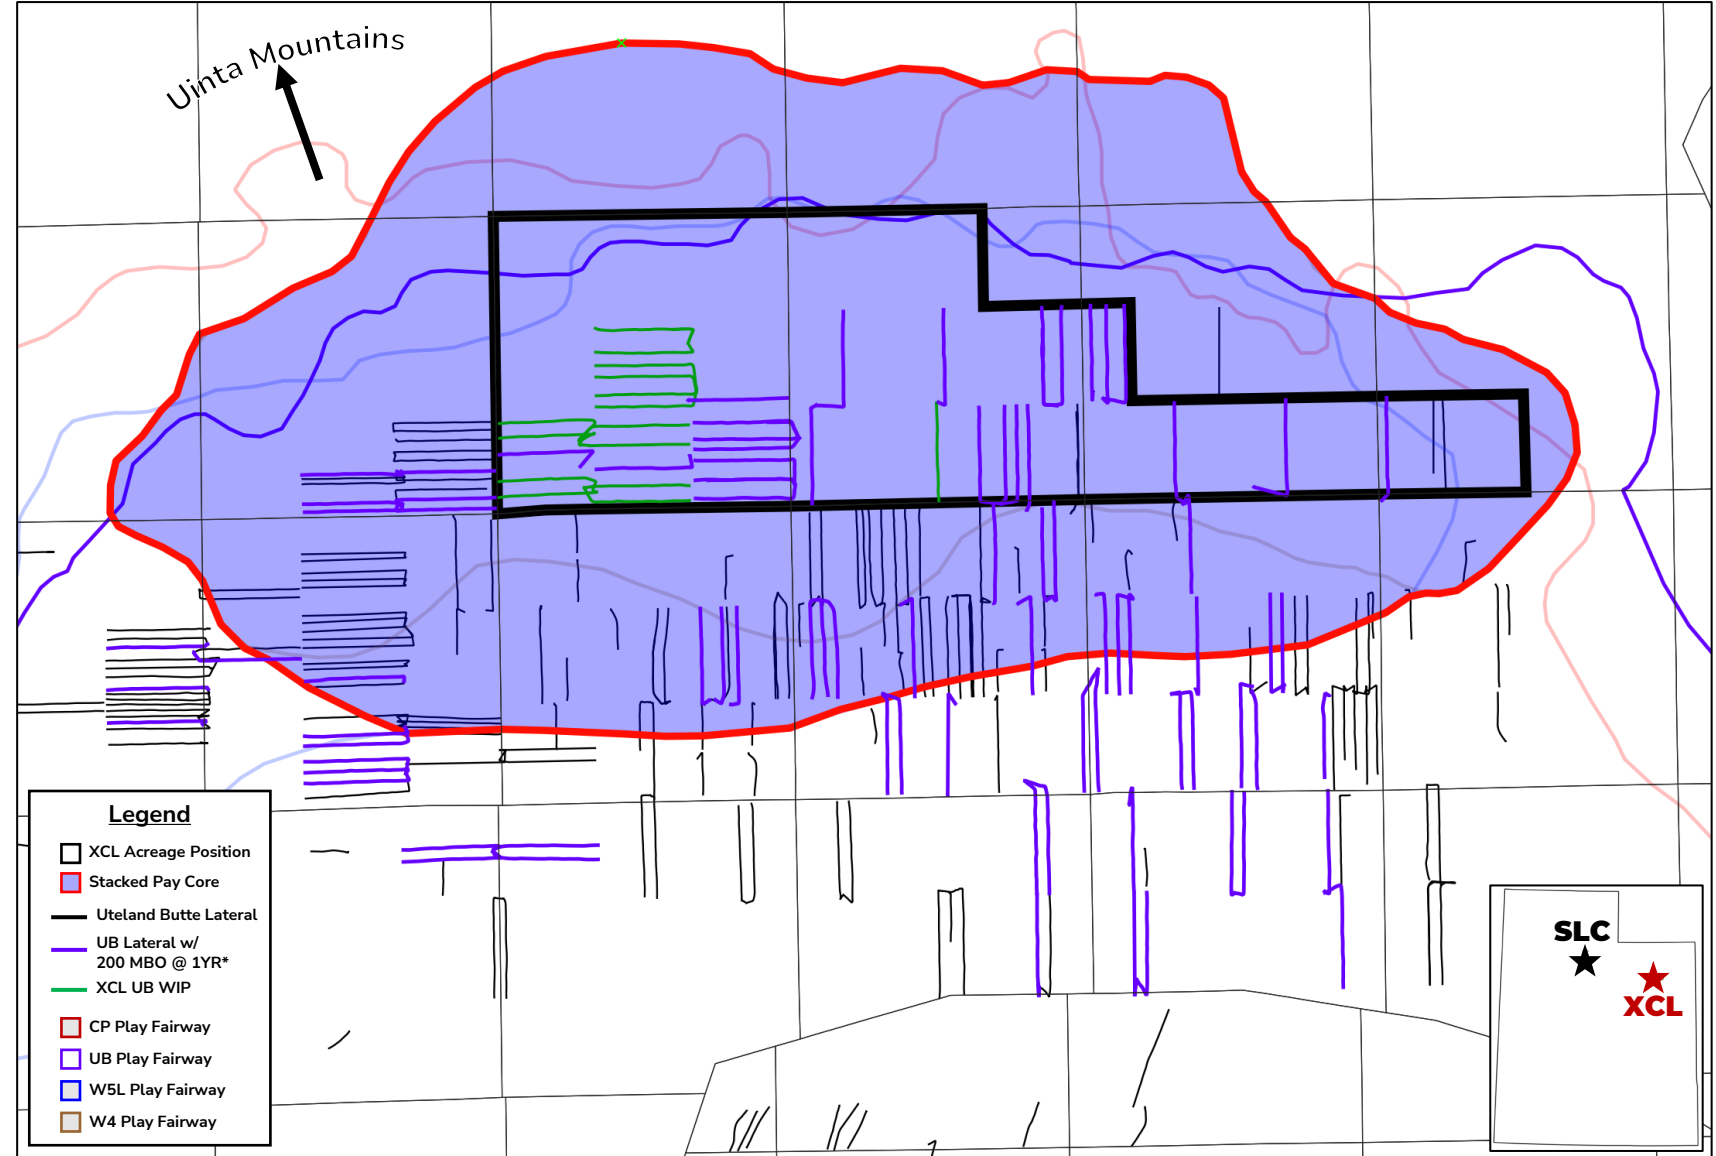 Uinta Mountains
Legend
XCL Acreage Position
Stacked Pay Core
Uteland Butte Lateral
UB Lateral w/
200 MBO @ 1YR*
XCL UB WIP
CP Play Fairway
UB Play Fairway
W5L Play Fairway
W4 Play Fairway
SLC
XCL